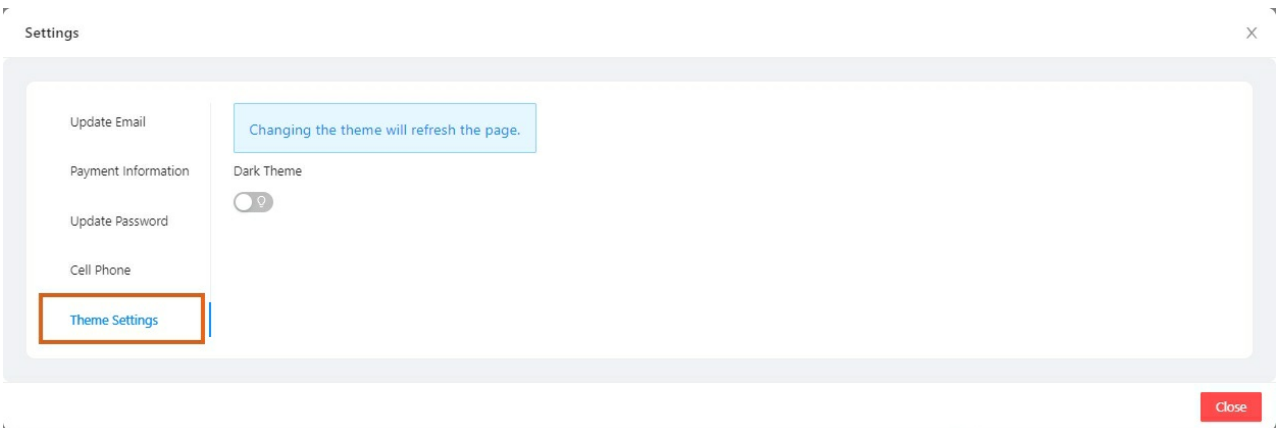 Settings
Update Email
Payment Information
Update Password
Cell Phone
Theme Settings
Changing the theme will refresh the page.
Dark Theme
Close